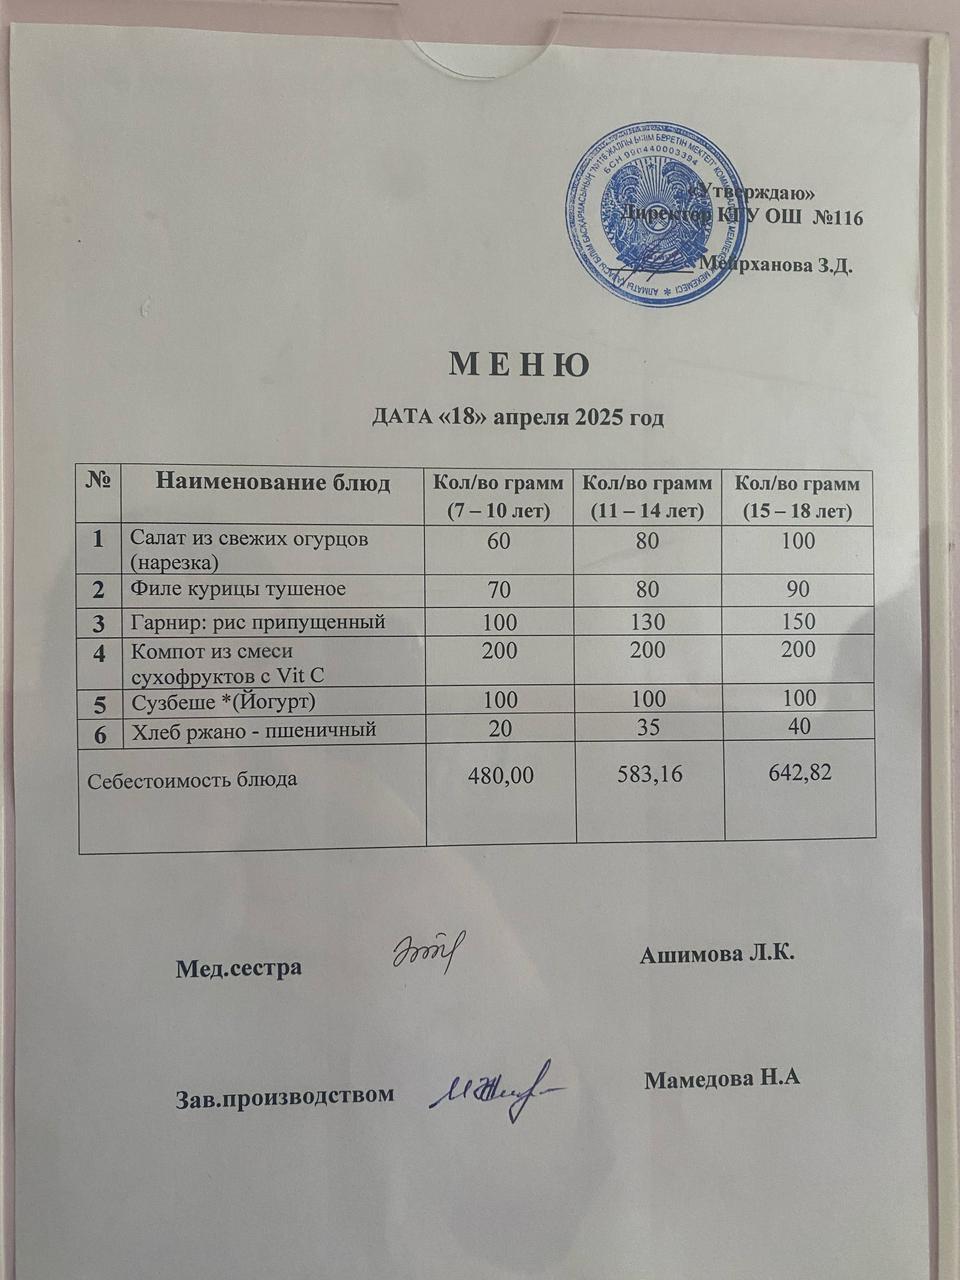 «Утверждаю»
Директор КГУ ОШ №116
Мейрханова З.Д.
БСН 990440003394
М Е Н Ю
ДАТА «18» апреля 2025 год
№ Наименование блюд Кол/во грамм (7 – 10 лет) Кол/во грамм (11 – 14 лет) Кол/во грамм (15 – 18 лет)
1 Салат из свежих огурцов (нарезка) 60 80 100
2 Филе курицы тушеное 70 80 90
3 Гарнир: рис припущенный 100 130 150
4 Компот из смеси сухофруктов с Vit C 200 200 200
5 Сузбеше *(Йогурт) 100 100 100
6 Хлеб ржано - пшеничный 20 35 40
Себестоимость блюда 480,00 583,16 642,82
Мед.сестра Ашимова Л.К.
Зав.производством Мамедова Н.А